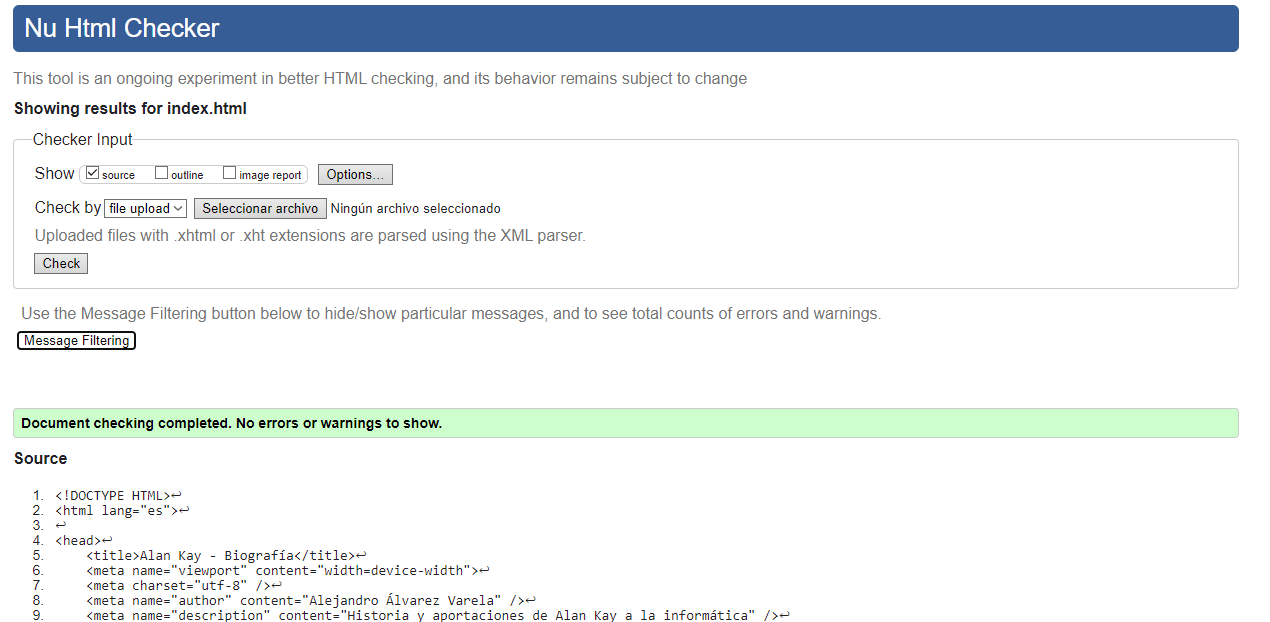 Nu Html Checker
This tool is an ongoing experiment in better HTML checking, and its behavior remains subject to change
Showing results for index.html
Checker Input
Show source outline image report Options...
Check by file upload Seleccionar archivo Ningún archivo seleccionado
Uploaded files with .xhtml or .xht extensions are parsed using the XML parser.
Check
Use the Message Filtering button below to hide/show particular messages, and to see total counts of errors and warnings.
Message Filtering
Document checking completed. No errors or warnings to show.
Source
1. <!DOCTYPE HTML>↩
2. <html lang="es">↩
3. ↩
4. <head>↩
5. <title>Alan Kay - Biografía</title>↩
6. <meta name="viewport" content="width=device-width">↩
7. <meta charset="utf-8" />↩
8. <meta name="author" content="Alejandro Álvarez Varela" />↩
9. <meta name="description" content="Historia y aportaciones de Alan Kay a la informática" />↩